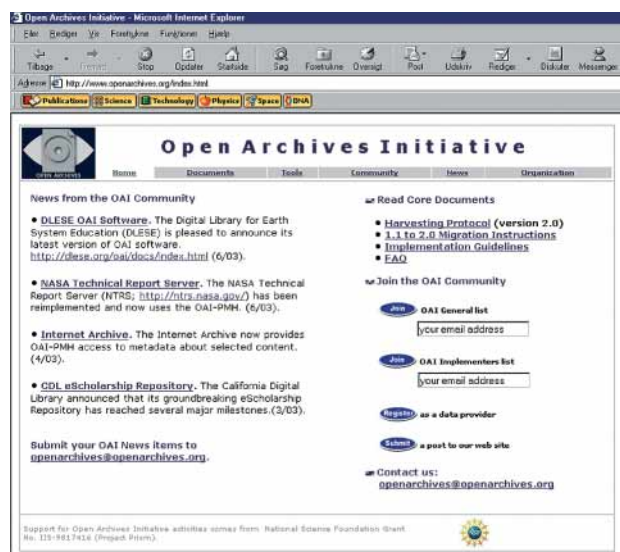 Open Archives Initiative - Microsoft Internet Explorer
Filer Rediger Vis Foretrukne Funktioner Hjælp
Tilbage Fremad Stop Opdater Startside Søg Foretrukne Oversigt Post Udskriv Rediger Diskuter Messenger
Adresse http://www.openarchives.org/index.html
Publications Science Technology Physics Space DNA
Open Archives Initiative
OPEN ARCHIVES
Home Documents Tools Community News Organization
News from the OAI Community
• DLESE OAI Software. The Digital Library for Earth
System Education (DLESE) is pleased to announce its
latest version of OAI software.
http://dlese.org/oai/docs/index.html (6/03).
• NASA Technical Report Server. The NASA Technical
Report Server (NTRS; http://ntrs.nasa.gov/) has been
reimplemented and now uses the OAI-PMH. (6/03).
• Internet Archive. The Internet Archive now provides
OAI-PMH access to metadata about selected content.
(4/03).
• CDL eScholarship Repository. The California Digital
Library announced that its groundbreaking eScholarship
Repository has reached several major milestones.(3/03).
Submit your OAI News items to
openarchives@openarchives.org.
Read Core Documents
• Harvesting Protocol (version 2.0)
• 1.1 to 2.0 Migration Instructions
• Implementation Guidelines
• FAQ
Join the OAI Community
Join OAI General list
your email address
Join OAI Implementers list
your email address
Register as a data provider
Submit a post to our web site
Contact us:
openarchives@openarchives.org
Support for Open Archives Initiative activities comes from National Science Foundation Grant
No. IIS-9817416 (Project Prism).